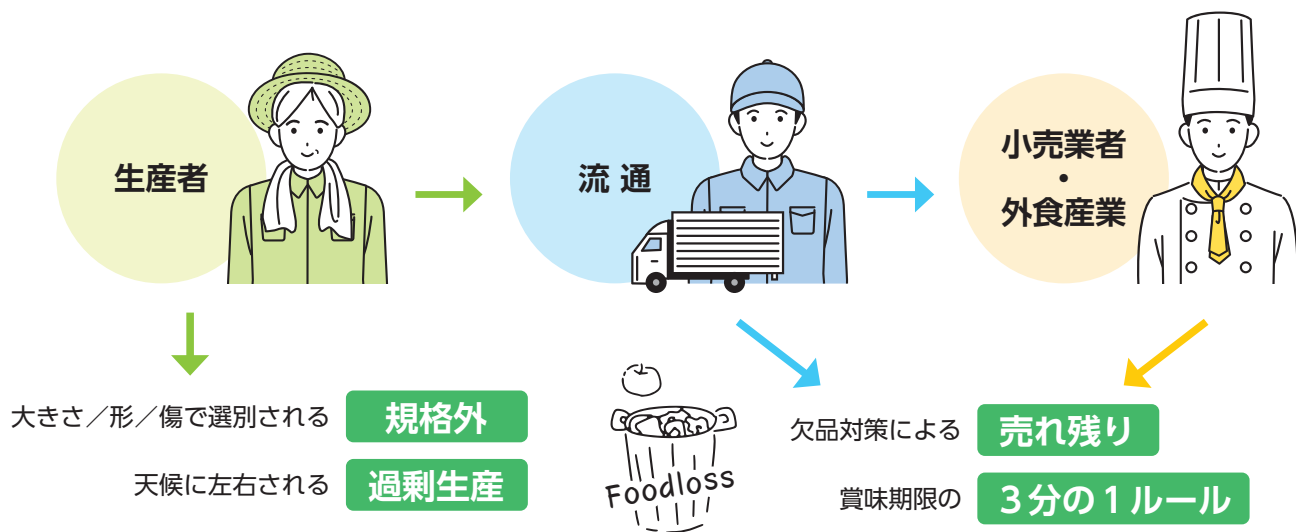 生産者
流通
小売業者
・
外食産業
大きさ／形／傷で選別される 規格外
天候に左右される 過剰生産
Foodloss
欠品対策による 売れ残り
賞味期限の 3分の1ルール